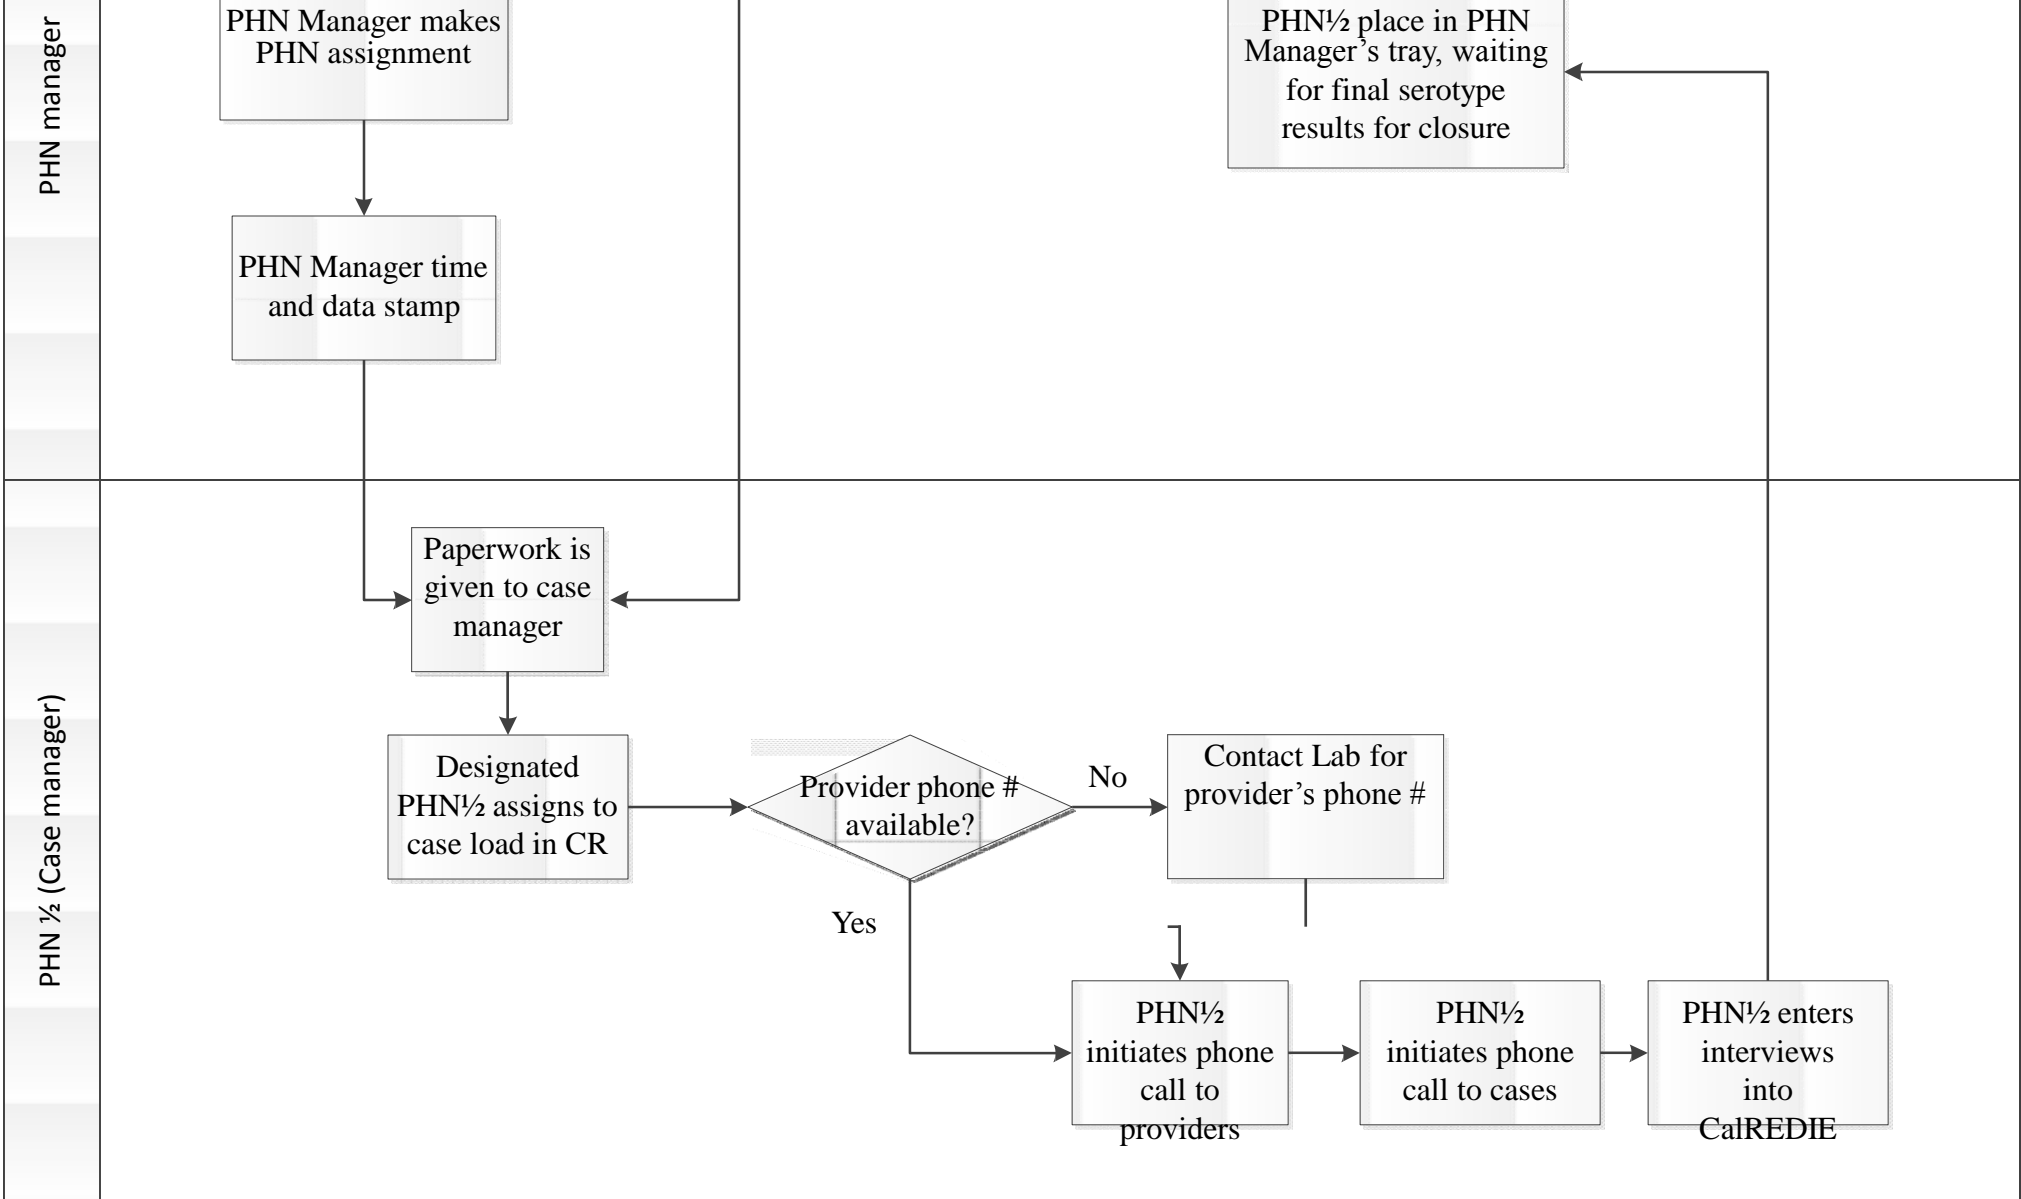 PHN manager
PHN Manager makes
PHN assignment
PHN½ place in PHN
Manager’s tray, waiting
for final serotype
results for closure
PHN Manager time
and data stamp
PHN ½ (Case manager)
Paperwork is
given to case
manager
Designated
PHN½ assigns to
case load in CR
Provider phone #
available?
No
Contact Lab for
provider’s phone #
Yes
PHN½
initiates phone
call to
providers
PHN½
initiates phone
call to cases
PHN½ enters
interviews
into
CalREDIE